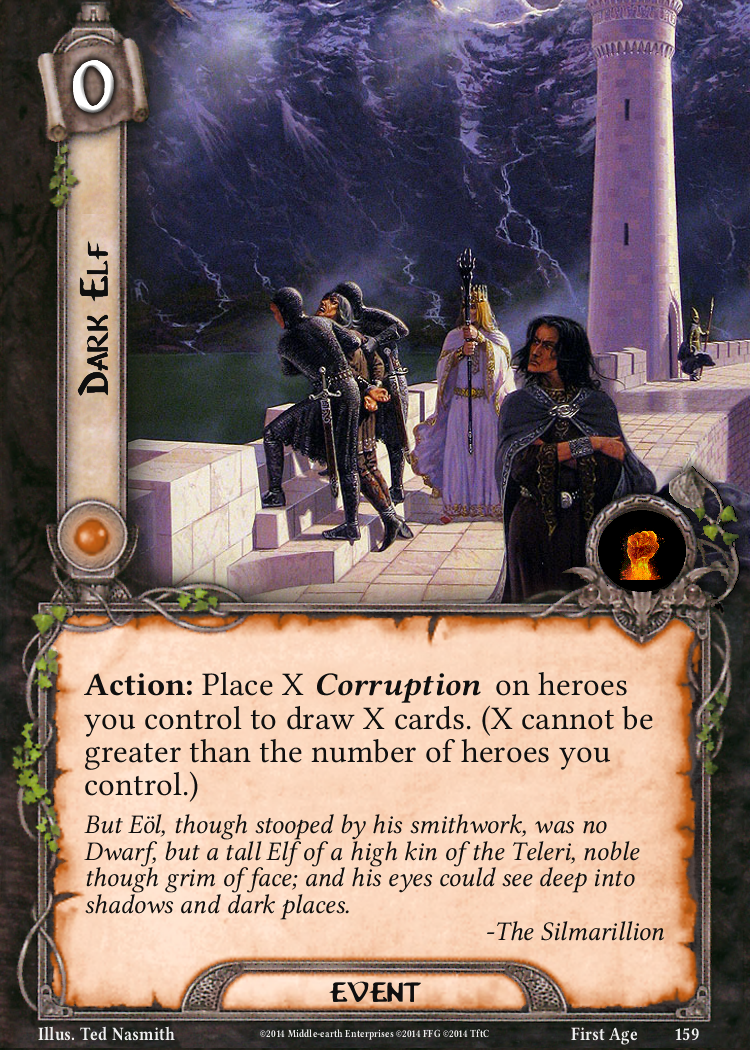 0
Dark Elf
Action: Place X Corruption on heroes
you control to draw X cards. (X cannot be
greater than the number of heroes you
control.)
But Eöl, though stooped by his smithwork, was no
Dwarf, but a tall Elf of a high kin of the Teleri, noble
though grim of face; and his eyes could see deep into
shadows and dark places.
-The Silmarillion
EVENT
Illus. Ted Nasmith ©2014 Middle-earth Enterprises ©2014 FFG ©2014 TftC First Age 159